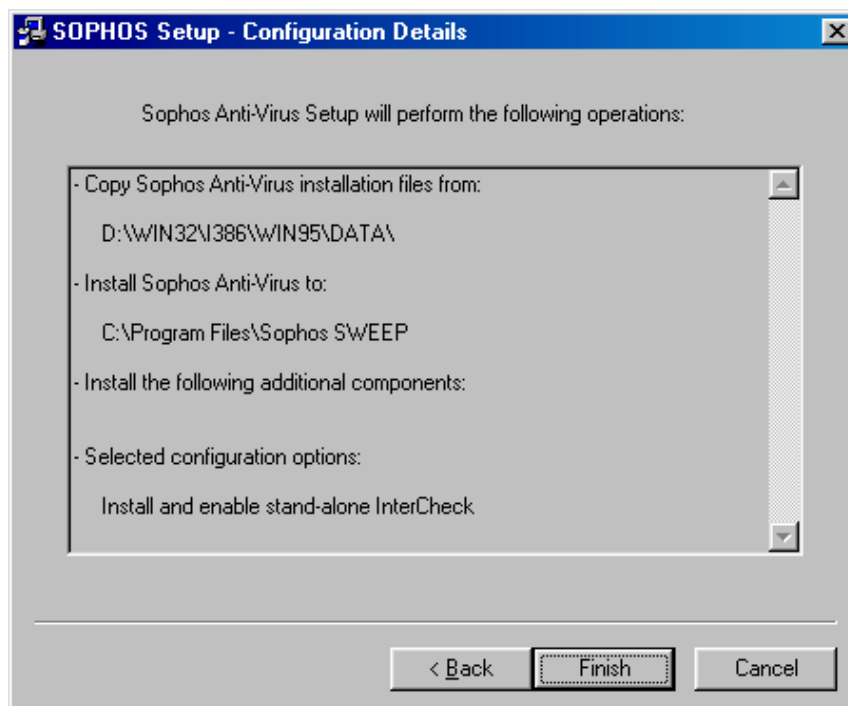 SOPHOS Setup - Configuration Details
Sophos Anti-Virus Setup will perform the following operations:
- Copy Sophos Anti-Virus installation files from:
D:\WIN32\I386\WIN95\DATA\
- Install Sophos Anti-Virus to:
C:\Program Files\Sophos SWEEP
- Install the following additional components:
- Selected configuration options:
Install and enable stand-alone InterCheck
< Back
Finish
Cancel